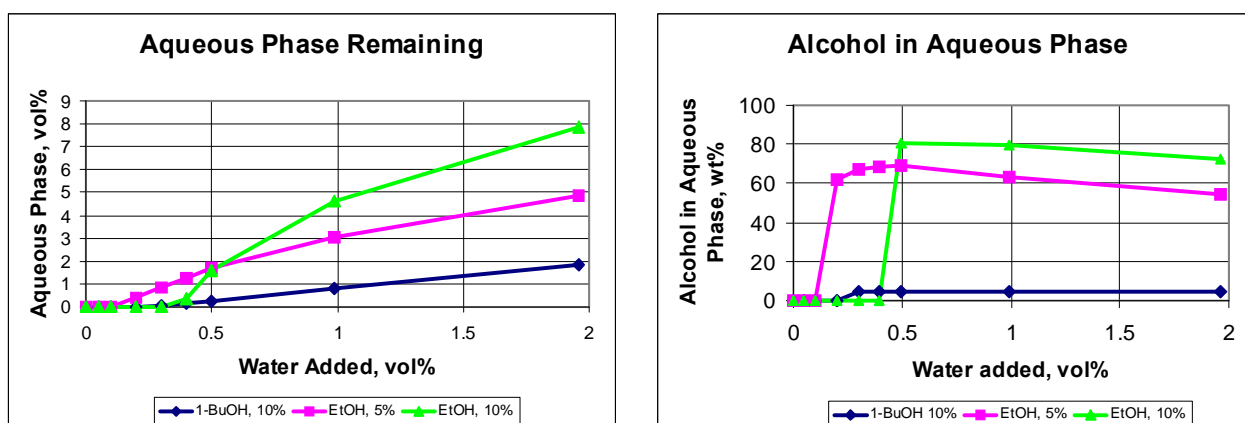 Aqueous Phase Remaining
Aqueous Phase, vol%
9
8
7
6
5
4
3
2
1
0
0 0.5 1 1.5 2
Water Added, vol%
1-BuOH, 10% EtOH, 5% EtOH, 10%
Alcohol in Aqueous Phase
Alcohol in Aqueous
Phase, wt%
100
80
60
40
20
0
0 0.5 1 1.5 2
Water added, vol%
1-BuOH 10% EtOH, 5% EtOH, 10%